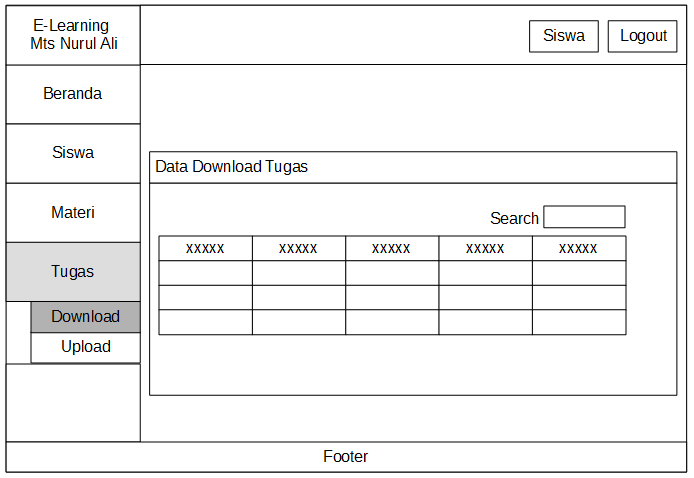 E-Learning
Mts Nurul Ali
Siswa
Logout
Beranda
Siswa
Materi
Tugas
Download
Upload
Data Download Tugas
Search
XXXXX XXXXX XXXXX XXXXX XXXXX
Footer